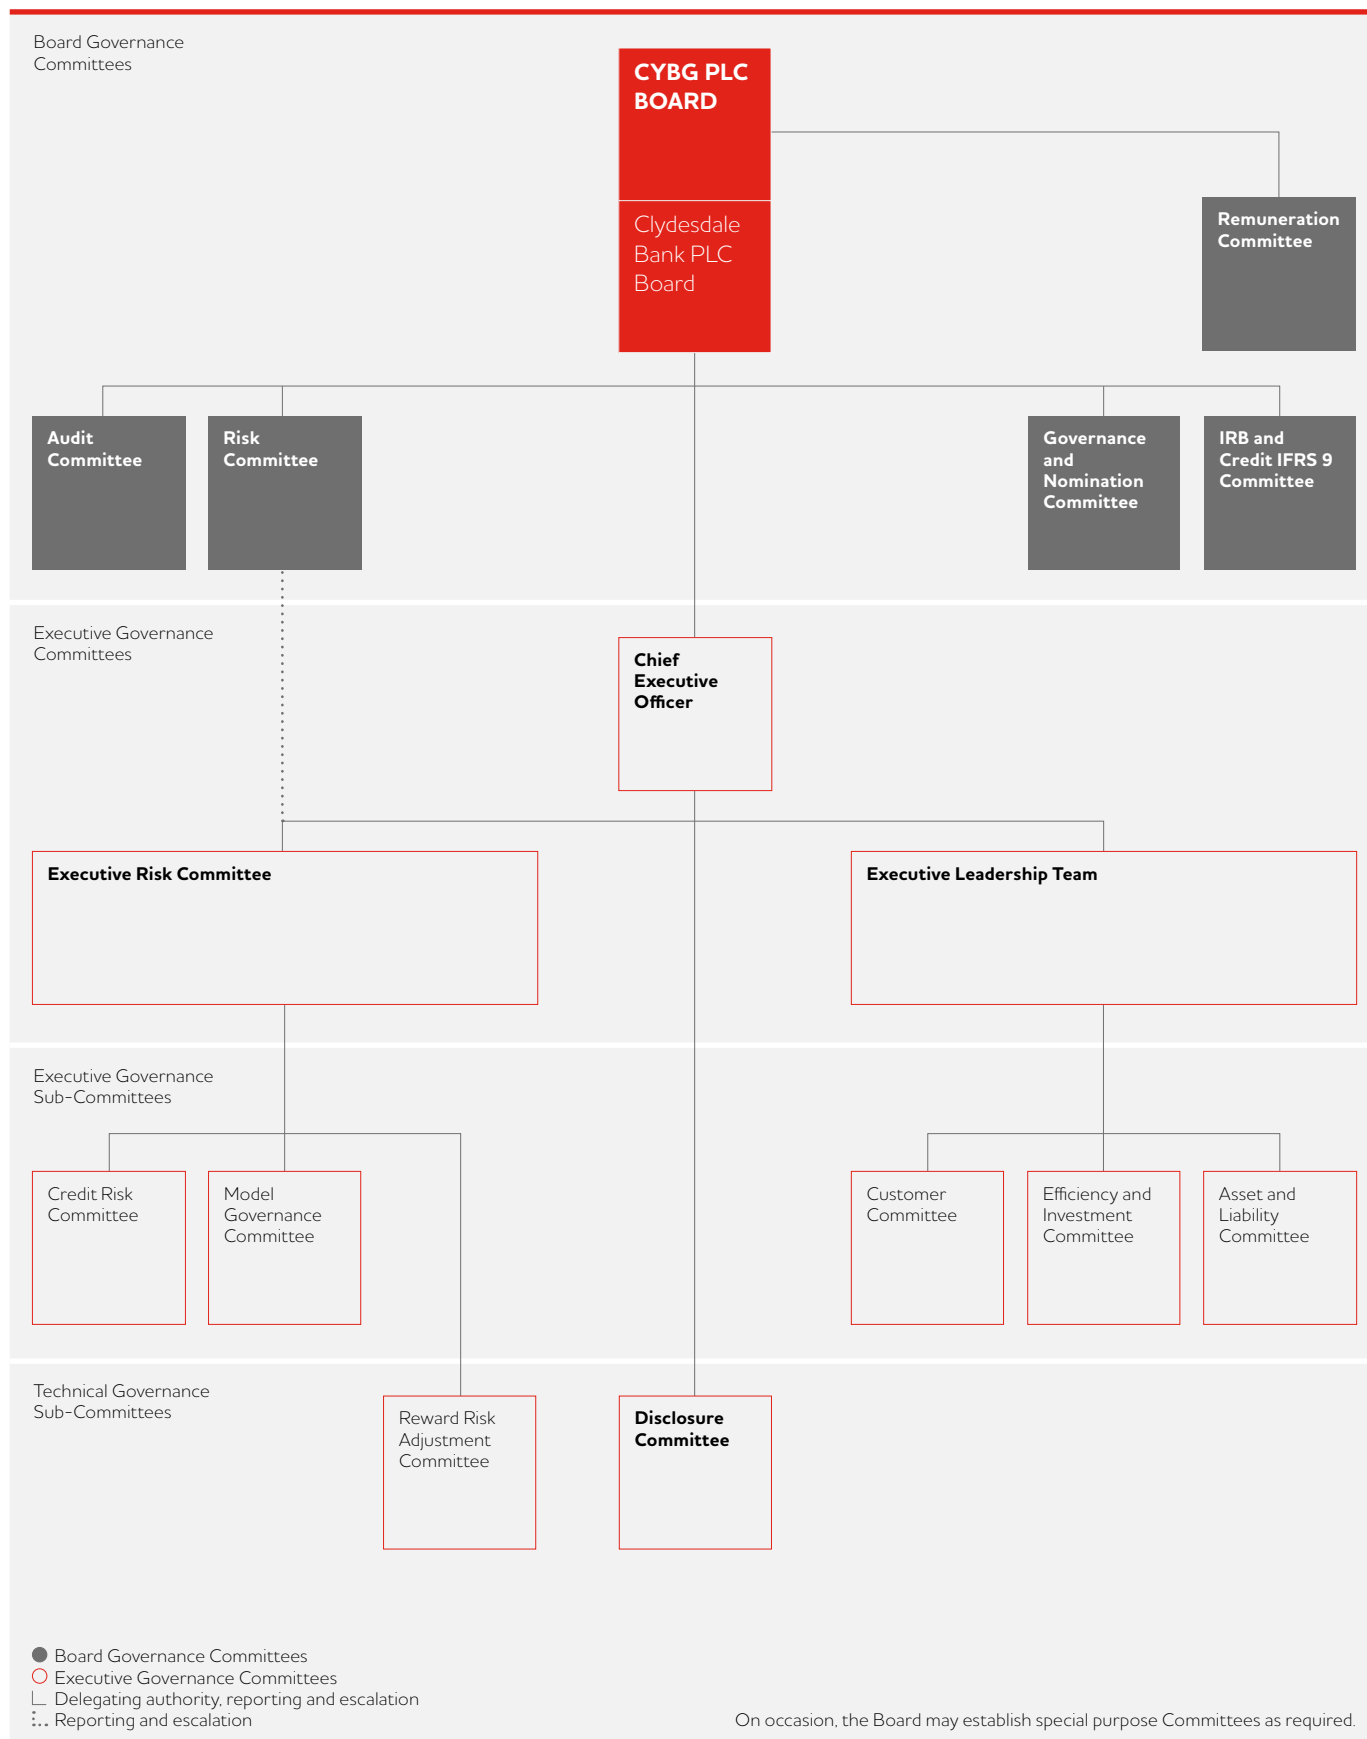 Board Governance
Committees
CYBG PLC
BOARD
Clydesdale
Bank PLC
Board
Remuneration
Committee
Audit
Committee
Risk
Committee
Governance
and
Nomination
Committee
IRB and
Credit IFRS 9
Committee
Executive Governance
Committees
Chief
Executive
Officer
Executive Risk Committee
Executive Leadership Team
Executive Governance
Sub-Committees
Credit Risk
Committee
Model
Governance
Committee
Customer
Committee
Efficiency and
Investment
Committee
Asset and
Liability
Committee
Technical Governance
Sub-Committees
Reward Risk
Adjustment
Committee
Disclosure
Committee
Board Governance Committees
Executive Governance Committees
Delegating authority, reporting and escalation
Reporting and escalation
On occasion, the Board may establish special purpose Committees as required.